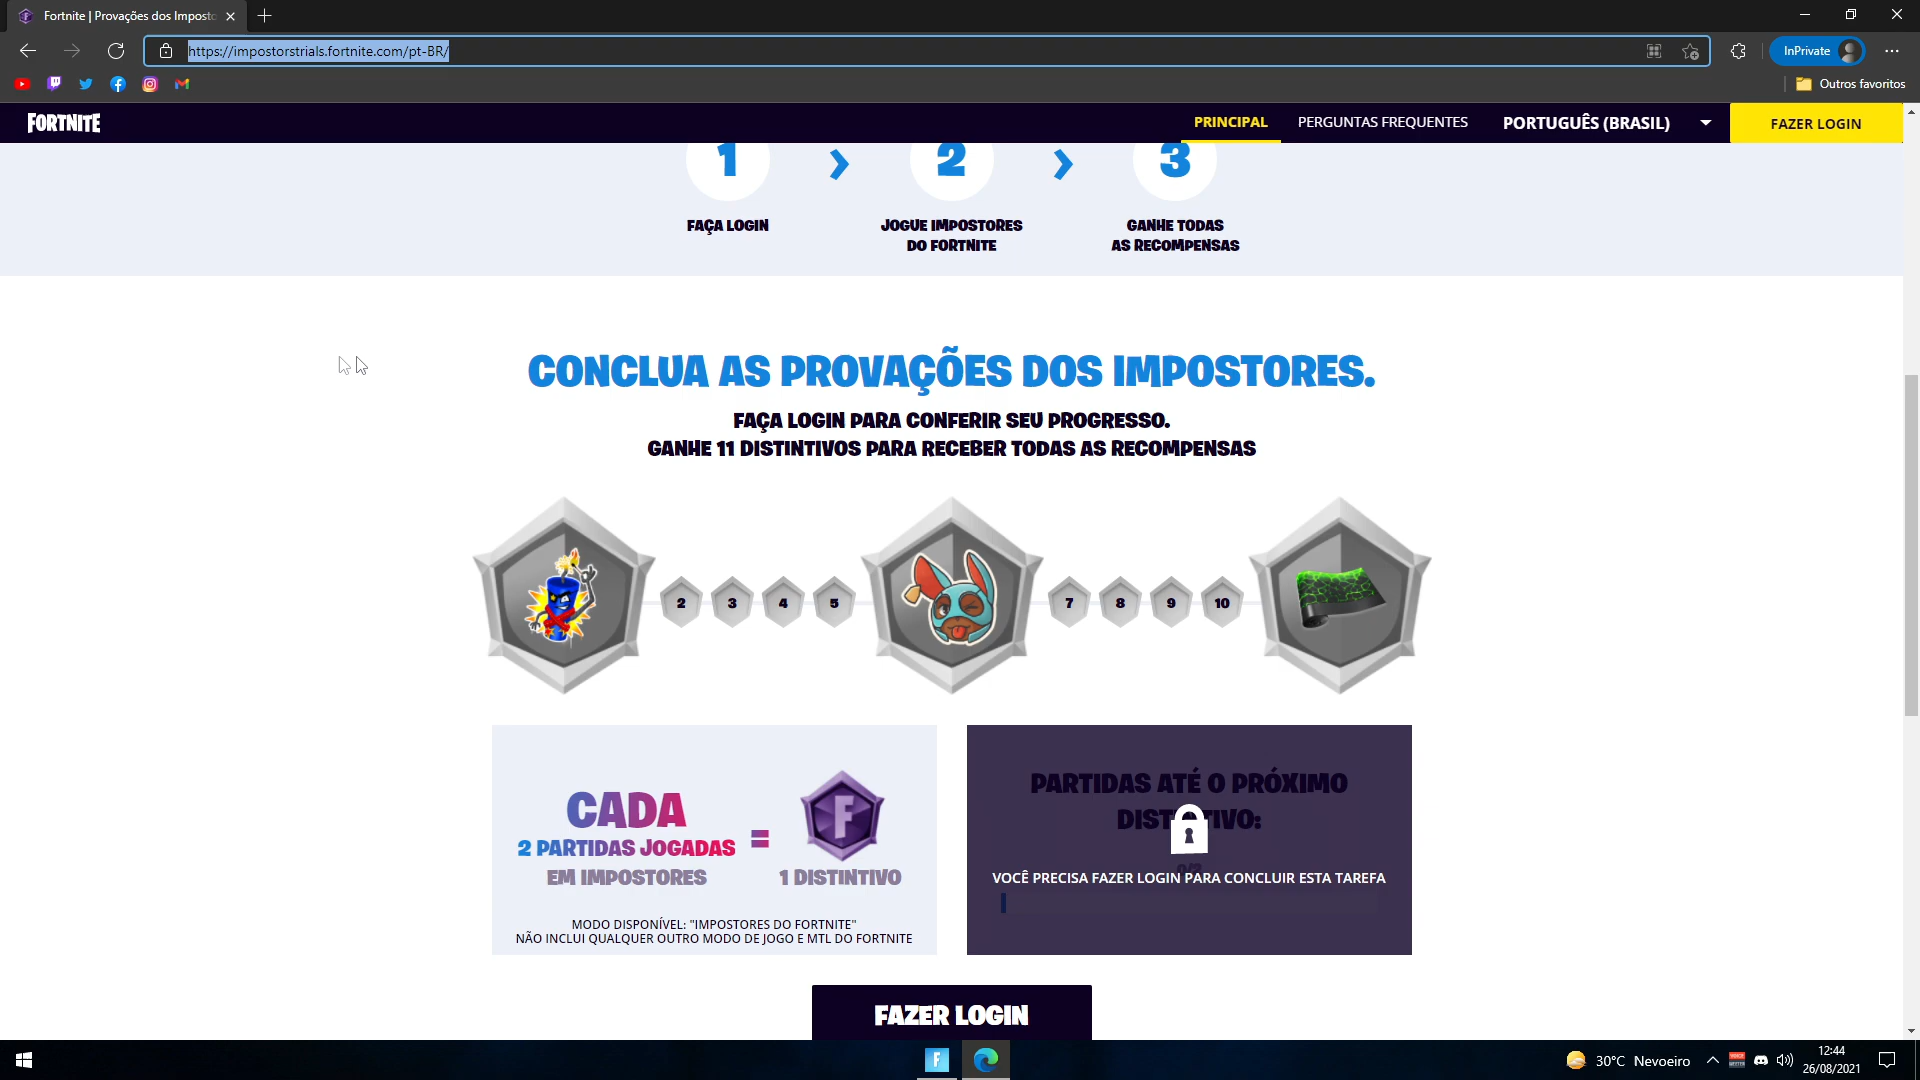 Fortnite | Provações dos Imposto
https://impostorstrials.fortnite.com/pt-BR/
InPrivate
Outros favoritos
FORTNITE
PRINCIPAL
PERGUNTAS FREQUENTES
PORTUGUÊS (BRASIL)
FAZER LOGIN
1
2
3
FAÇA LOGIN
JOGUE IMPOSTORES
DO FORTNITE
GANHE TODAS
AS RECOMPENSAS
CONCLUA AS PROVAÇÕES DOS IMPOSTORES.
FAÇA LOGIN PARA CONFERIR SEU PROGRESSO.
GANHE 11 DISTINTIVOS PARA RECEBER TODAS AS RECOMPENSAS
2
3
4
5
7
8
9
10
CADA
2 PARTIDAS JOGADAS
EM IMPOSTORES
=
F
1 DISTINTIVO
MODO DISPONÍVEL: "IMPOSTORES DO FORTNITE"
NÃO INCLUI QUALQUER OUTRO MODO DE JOGO E MTL DO FORTNITE
PARTIDAS ATÉ O PRÓXIMO
VOCÊ PRECISA FAZER LOGIN PARA CONCLUIR ESTA TAREFA
FAZER LOGIN
F
30°C Nevoeiro
12:44
26/08/2021